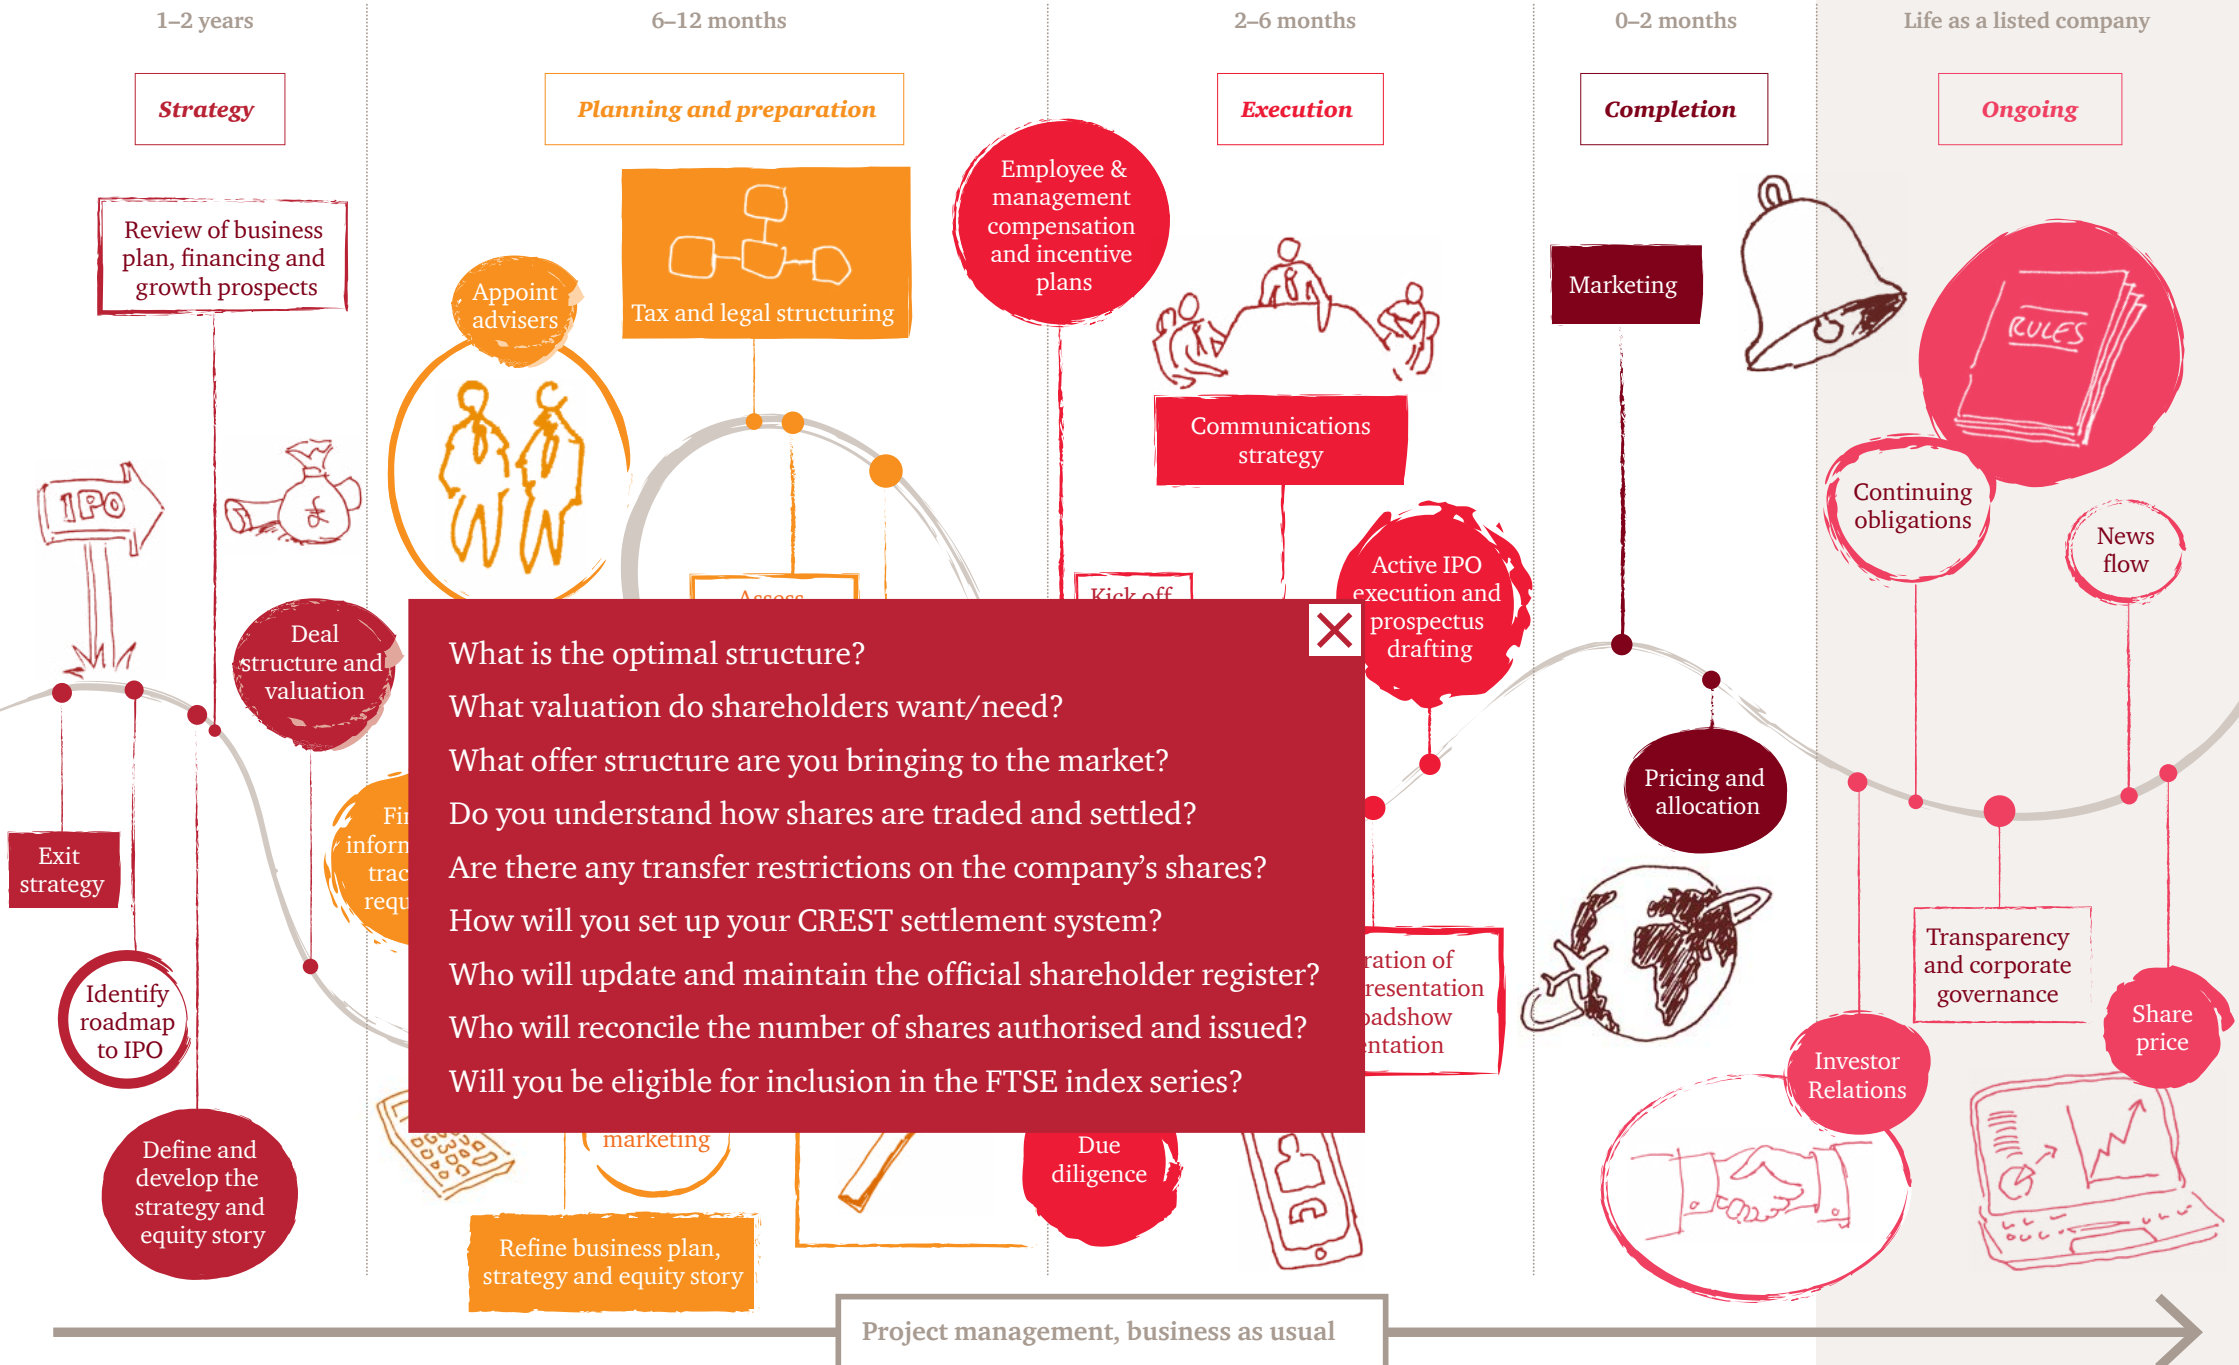 1–2 years
6–12 months
2–6 months
0–2 months
Life as a listed company
Strategy
Planning and preparation
Execution
Completion
Ongoing
Review of business
plan, financing and
growth prospects
IPO
Deal
structure and
valuation
Exit
strategy
Identify
roadmap
to IPO
Define and
develop the
strategy and
equity story
Appoint
advisers
Tax and legal structuring
Assess
marketing
Refine business plan,
strategy and equity story
Employee &
management
compensation
and incentive
plans
Communications
strategy
Kick off
Active IPO
execution and
prospectus
drafting
Due
diligence
What is the optimal structure?
What valuation do shareholders want/need?
What offer structure are you bringing to the market?
Do you understand how shares are traded and settled?
Are there any transfer restrictions on the company’s shares?
How will you set up your CREST settlement system?
Who will update and maintain the official shareholder register?
Who will reconcile the number of shares authorised and issued?
Will you be eligible for inclusion in the FTSE index series?
Marketing
Pricing and
allocation
RULES
Continuing
obligations
News
flow
Transparency
and corporate
governance
Share
price
Investor
Relations
Project management, business as usual